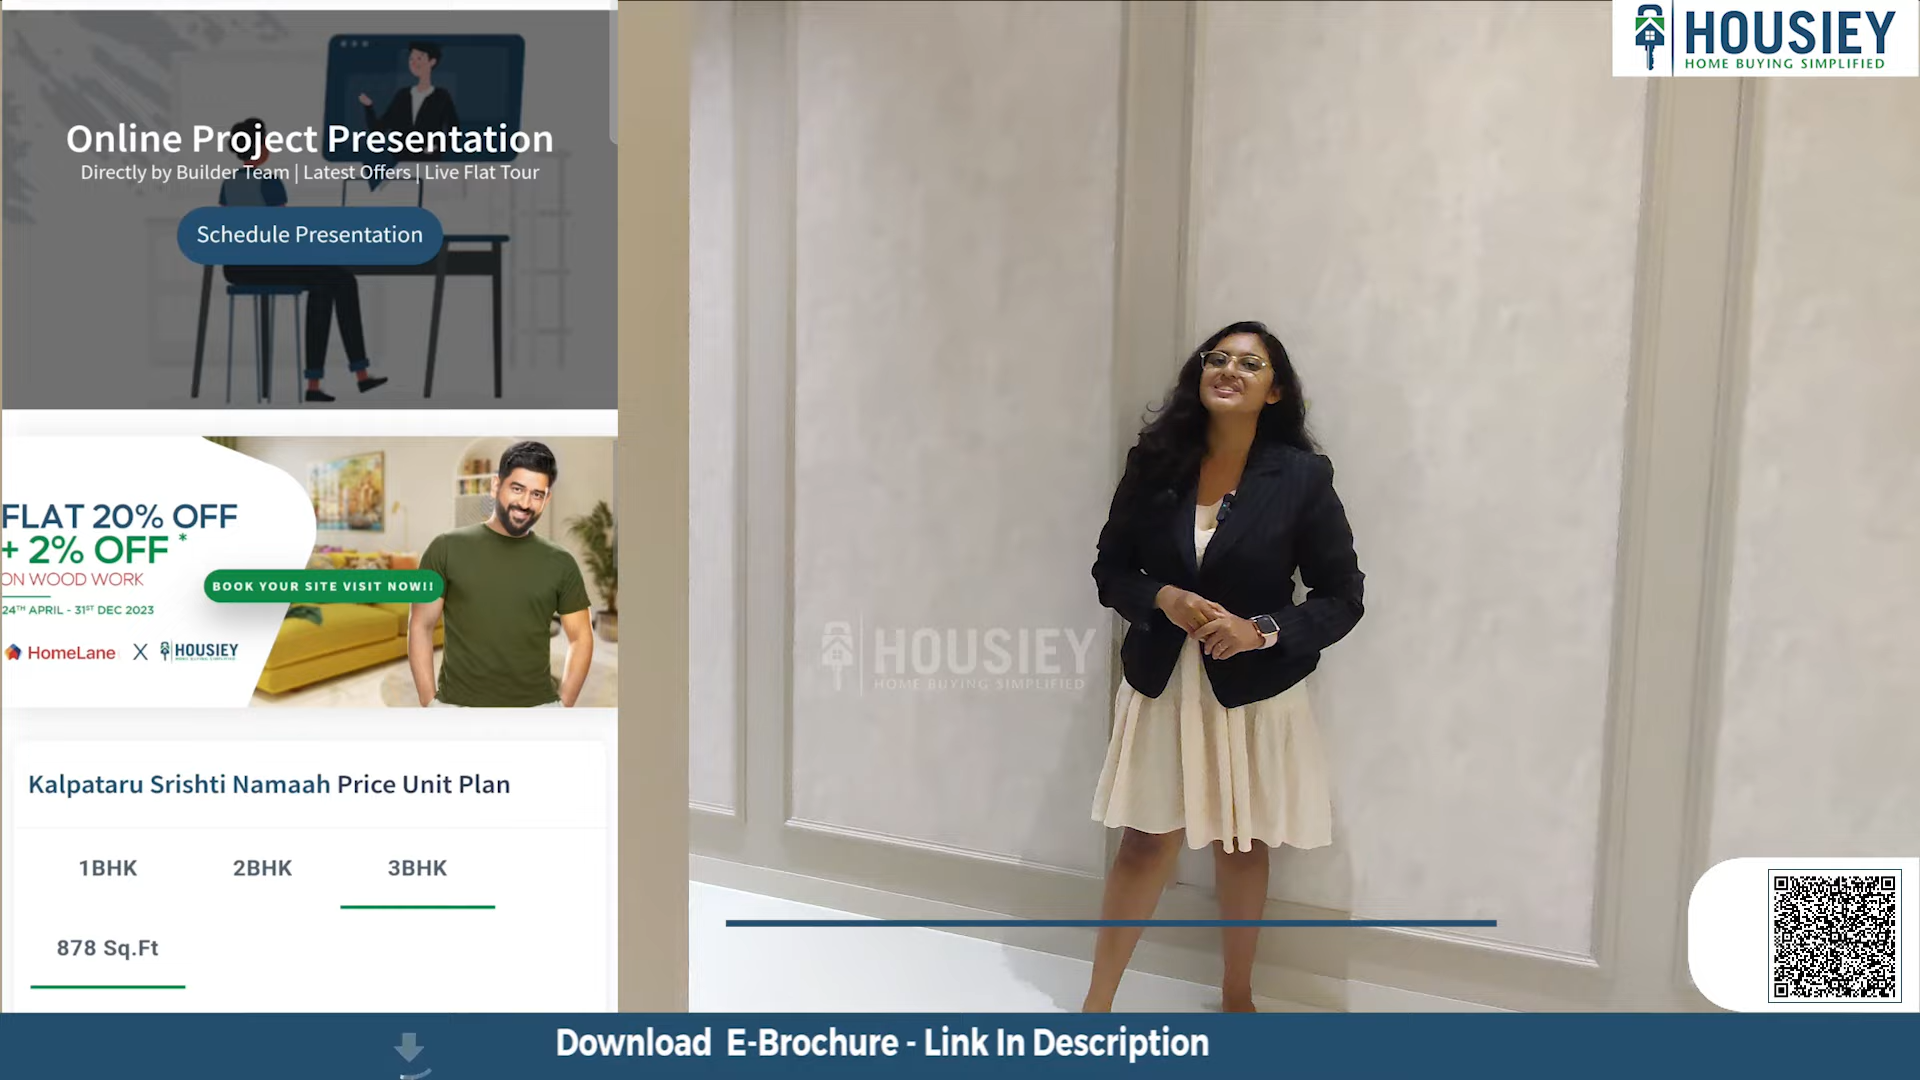 Online Project Presentation
Directly by Builder Team | Latest Offers | Live Flat Tour
Schedule Presentation
FLAT 20% OFF
+ 2% OFF *
ON WOOD WORK
24TH APRIL - 31ST DEC 2023
BOOK YOUR SITE VISIT NOW!!
HomeLane X HOUSIEY
HOME BUYING SIMPLIFIED
Kalpataru Srishti Namaah Price Unit Plan
1BHK 2BHK 3BHK
878 Sq.Ft
HOUSIEY
HOME BUYING SIMPLIFIED
HOUSIEY
HOME BUYING SIMPLIFIED
Download E-Brochure - Link In Description